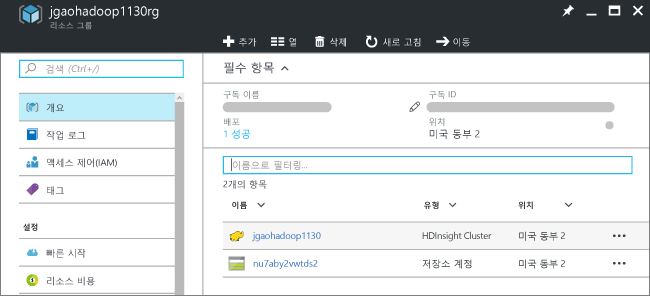 jgaohadoop1130rg
리소스 그룹
추가 열 삭제 새로 고침 이동
검색 (Ctrl+/)
개요
작업 로그
액세스 제어(IAM)
태그
설정
빠른 시작
리소스 비용
필수 항목
구독 이름 구독 ID
배포 위치
1 성공 미국 동부 2
이름으로 필터링...
2개의 항목
이름 유형 위치
jgaohadoop1130 HDInsight Cluster 미국 동부 2 •••
nu7aby2vwtds2 저장소 계정 미국 동부 2 •••